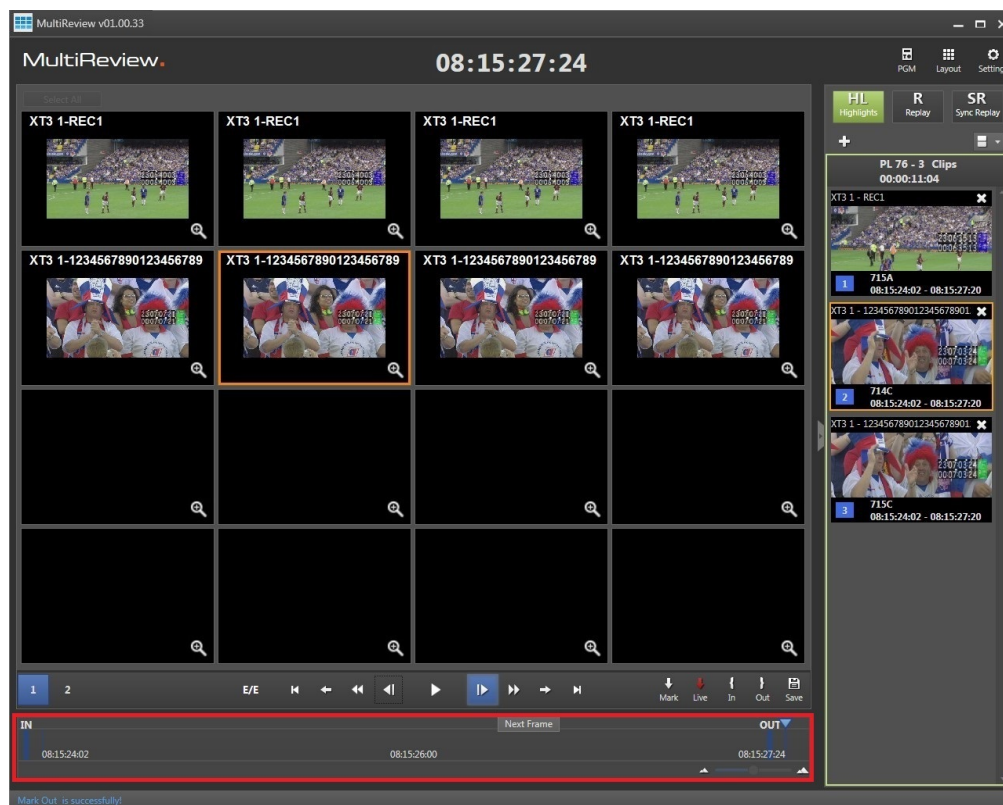 MultiReview v01.00.33
MultiReview.
08:15:27:24
PGM
Layout
Setting
Select All
HL
Highlights
R
Replay
SR
Sync Replay
XT3 1-REC1
XT3 1-REC1
XT3 1-REC1
XT3 1-REC1
XT3 1-12345678901234567​89
XT3 1-1234567890123456789
XT3 1-1234567890123456789
XT3 1-1234567890123456789
PL 76 - 3 Clips
00:00:11:04
XT3 1 - REC1
1
715A
08:15:24:02 - 08:15:27:20
XT3 1 - 123456789012345678901
2
714C
08:15:24:02 - 08:15:27:20
XT3 1 - 123456789012345678901
3
715C
08:15:24:02 - 08:15:27:20
1
2
E/E
Mark
Live
In
Out
Save
IN
Next Frame
OUT
08:15:24:02
08:15:26:00
08:15:27:24
Mark Out is successfully!